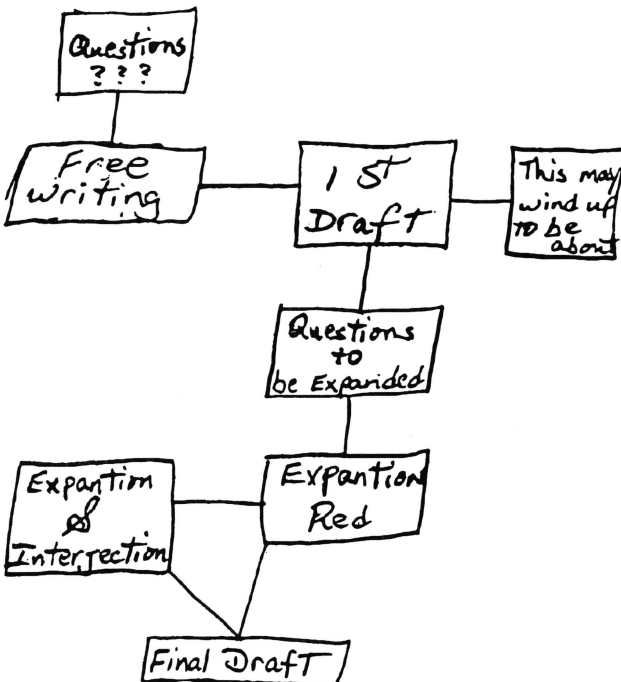 Questions
? ? ?
Free
writing
1 ST
DrafT
This may
wind up
to be
about
Questions
to
be Expanded
Expantion
&
Interjection
Expantion
Red
Final DrafT